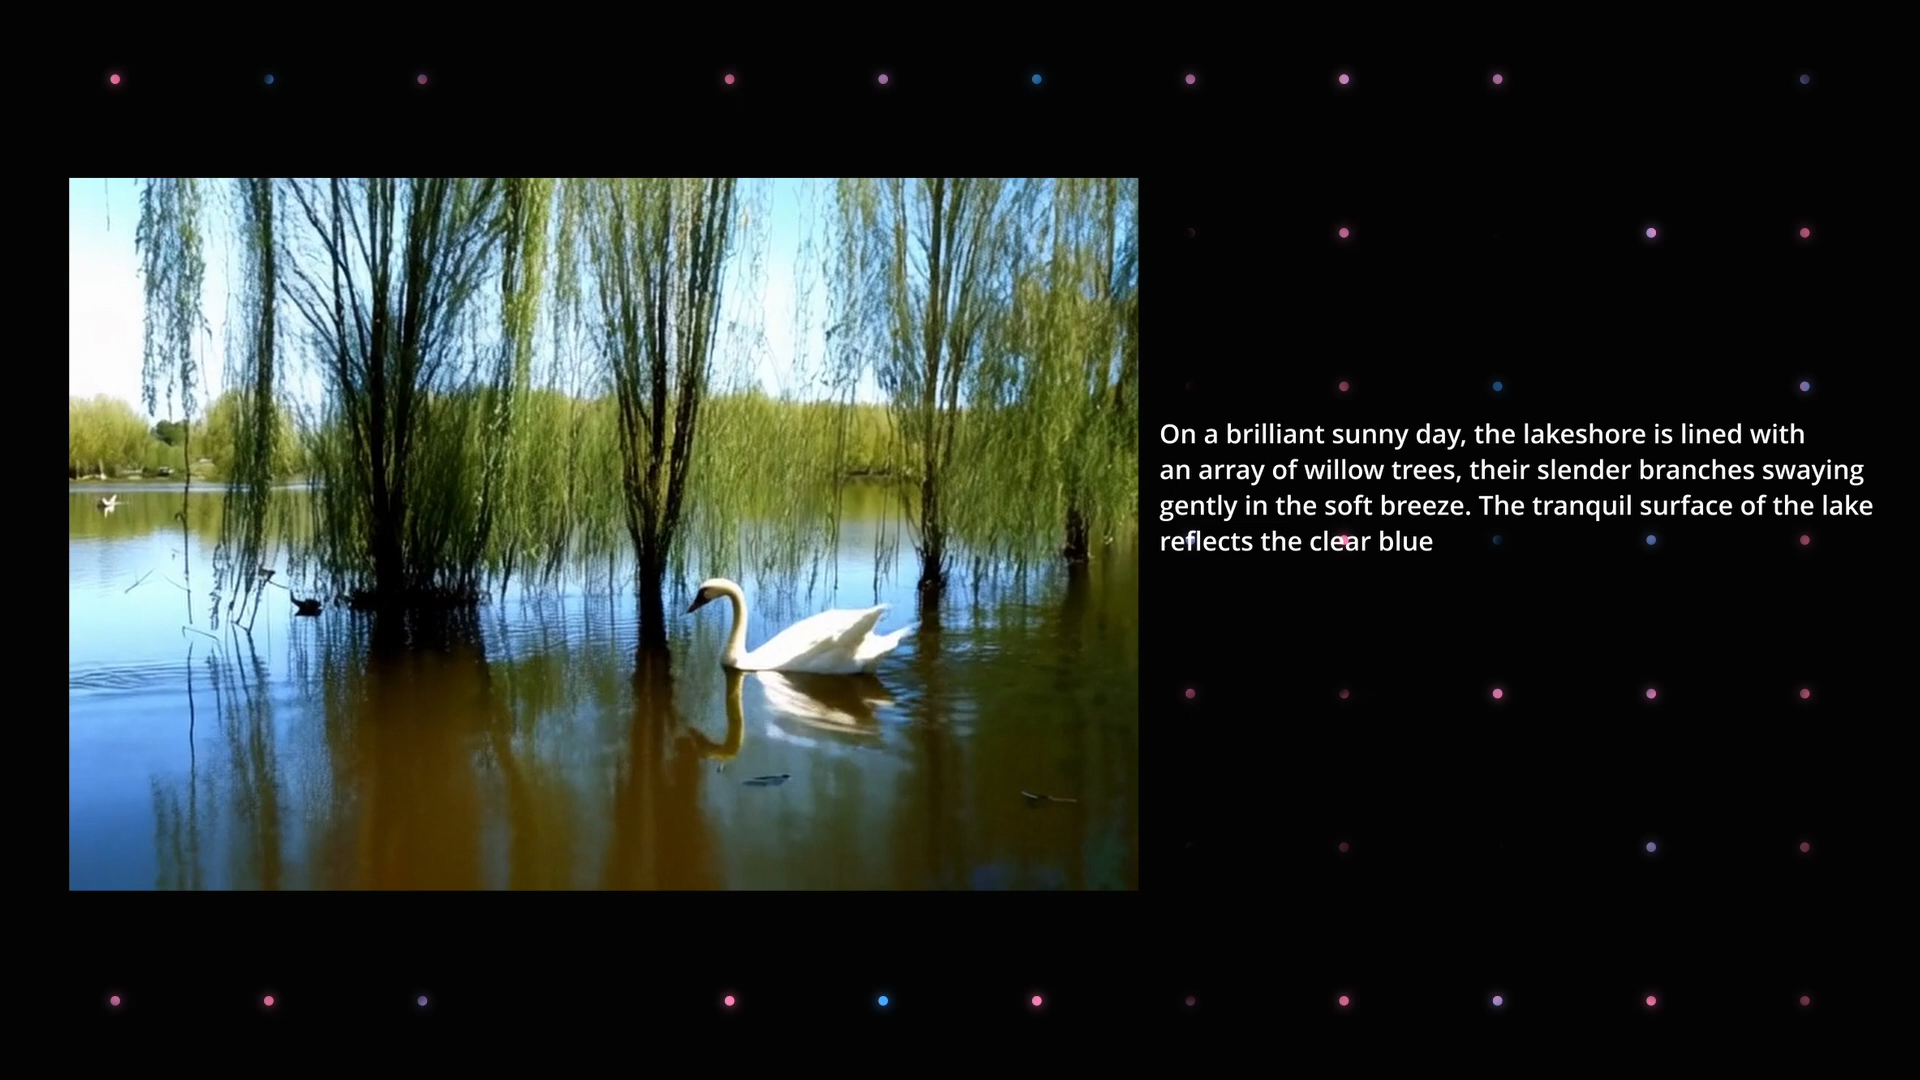 On a brilliant sunny day, the lakeshore is lined with
an array of willow trees, their slender branches swaying
gently in the soft breeze. The tranquil surface of the lake
reflects the clear blue